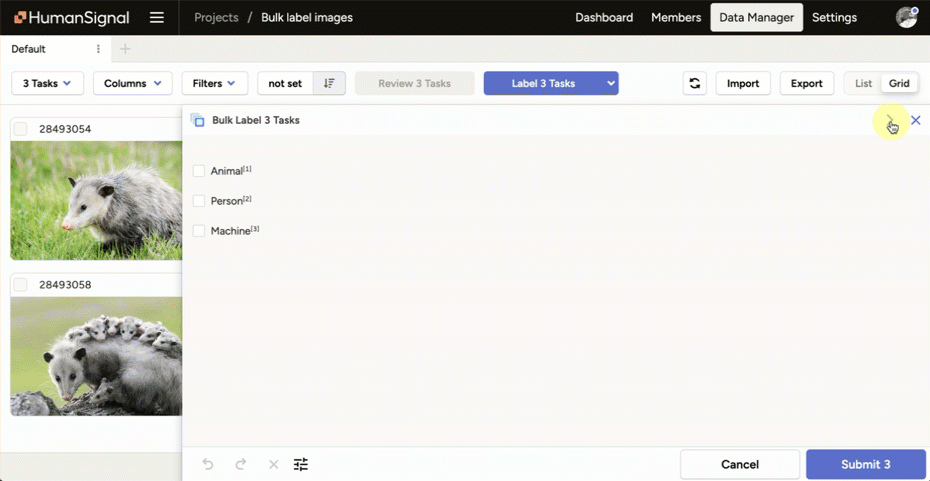 HumanSignal Projects / Bulk label images Dashboard Members Data Manager Settings
Default
3 Tasks Columns Filters not set Review 3 Tasks Label 3 Tasks Import Export List Grid
28493054
Bulk Label 3 Tasks
Animal[1]
Person[2]
Machine[3]
28493058
Cancel Submit 3